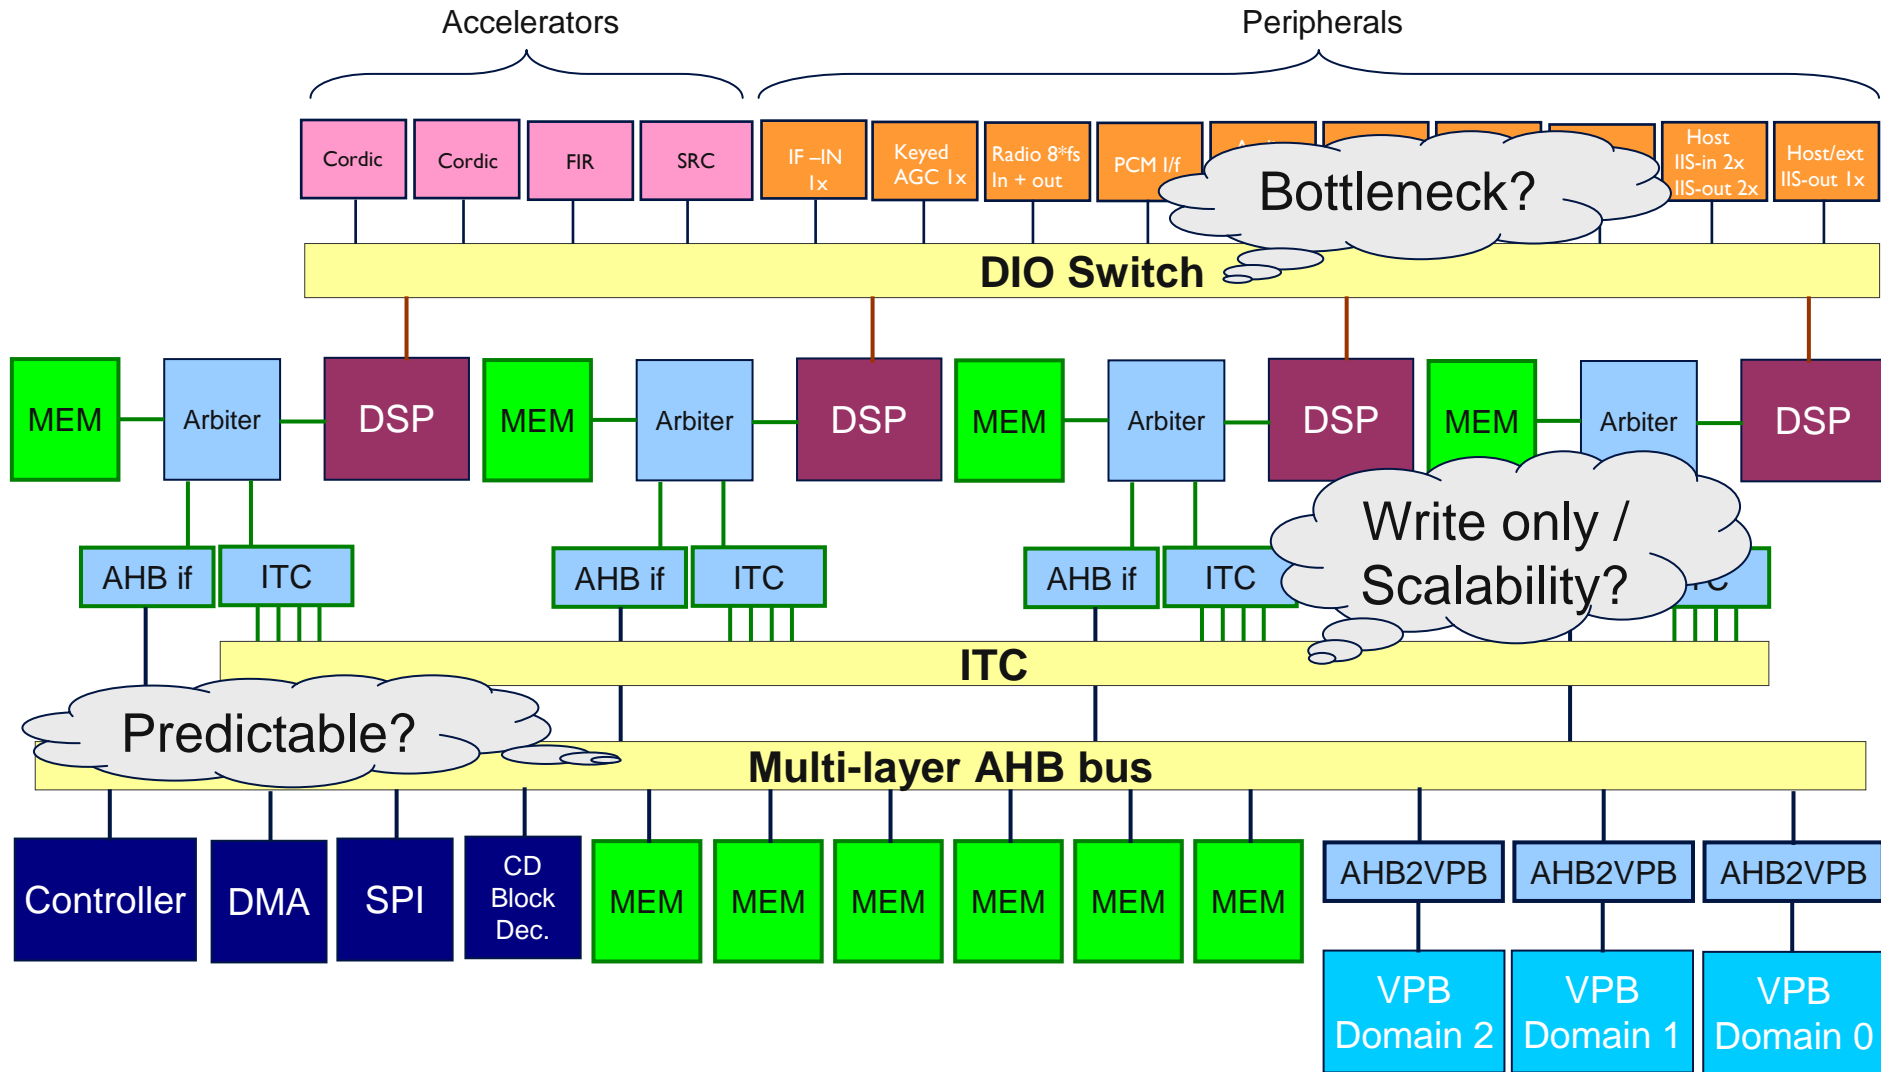 Accelerators
Peripherals
Cordic
Cordic
FIR
SRC
IF –IN
1x
Keyed
AGC 1x
Radio 8*fs
In + out
PCM I/f
Host
IIS-in 2x
IIS-out 2x
Host/ext
IIS-out 1x
Bottleneck?
DIO Switch
MEM
Arbiter
DSP
MEM
Arbiter
DSP
MEM
Arbiter
DSP
MEM
Arbiter
DSP
Write only /
Scalability?
AHB if
ITC
AHB if
ITC
AHB if
ITC
ITC
ITC
Predictable?
Multi-layer AHB bus
Controller
DMA
SPI
CD
Block
Dec.
MEM
MEM
MEM
MEM
MEM
MEM
AHB2VPB
AHB2VPB
AHB2VPB
VPB
Domain 2
VPB
Domain 1
VPB
Domain 0